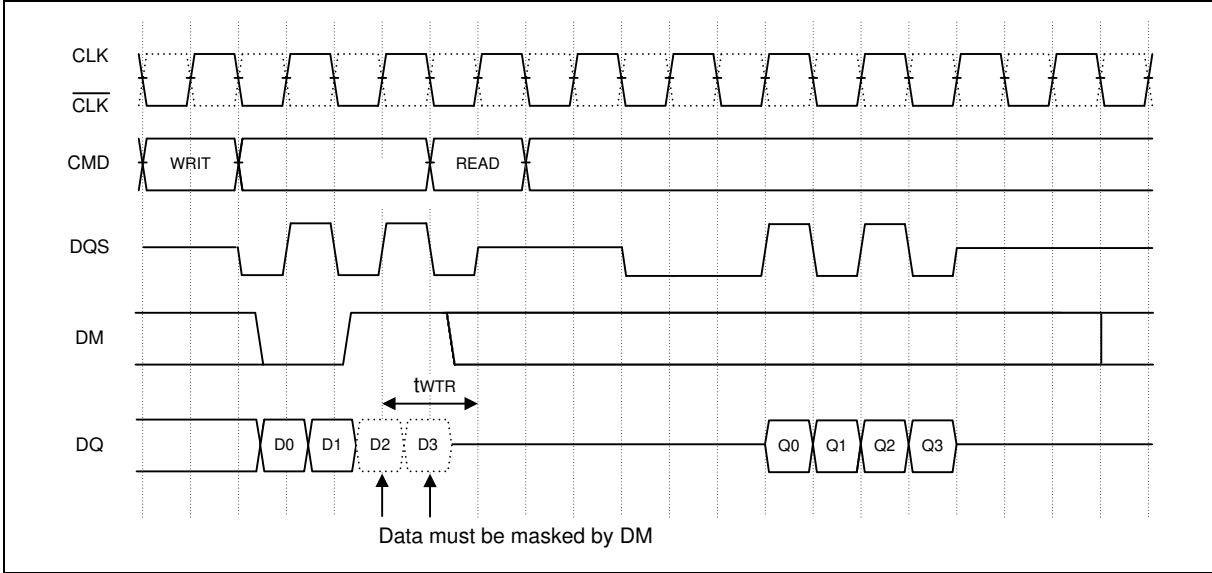 CLK
CLK
CMD WRIT READ
DQS
DM
tWTR
DQ D0 D1 D2 D3 Q0 Q1 Q2 Q3
Data must be masked by DM